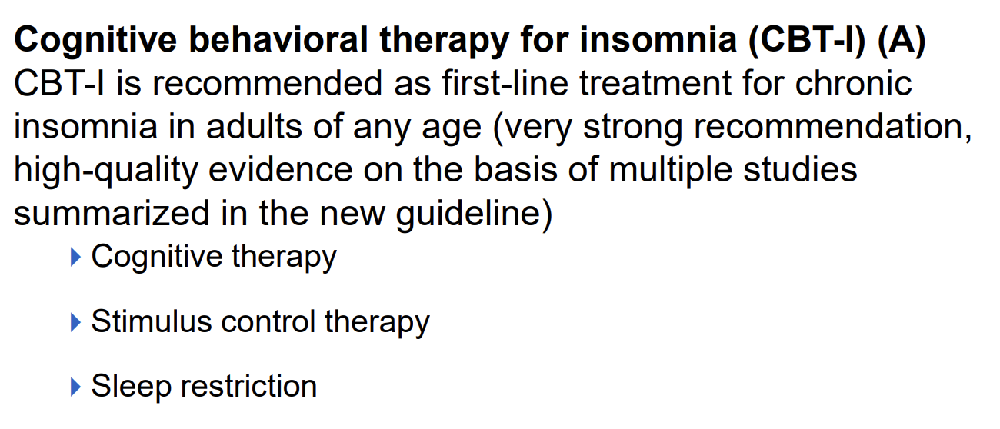 Cognitive behavioral therapy for insomnia (CBT-I) (A)
CBT-I is recommended as first-line treatment for chronic
insomnia in adults of any age (very strong recommendation,
high-quality evidence on the basis of multiple studies
summarized in the new guideline)
Cognitive therapy
Stimulus control therapy
Sleep restriction